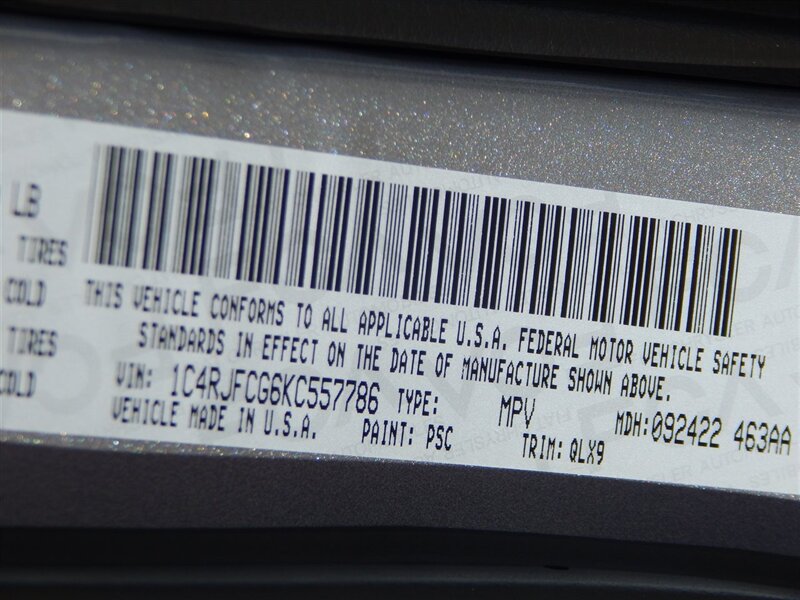 LB
TIRES
COLD
TIRES
COLD
THIS VEHICLE CONFORMS TO ALL APPLICABLE U.S.A. FEDERAL MOTOR VEHICLE SAFETY
STANDARDS IN EFFECT ON THE DATE OF MANUFACTURE SHOWN ABOVE.
VIN: 1C4RJFCG6KC557786 TYPE: MPV MDH:092422 463AA
VEHICLE MADE IN U.S.A. PAINT: PSC TRIM: QLX9